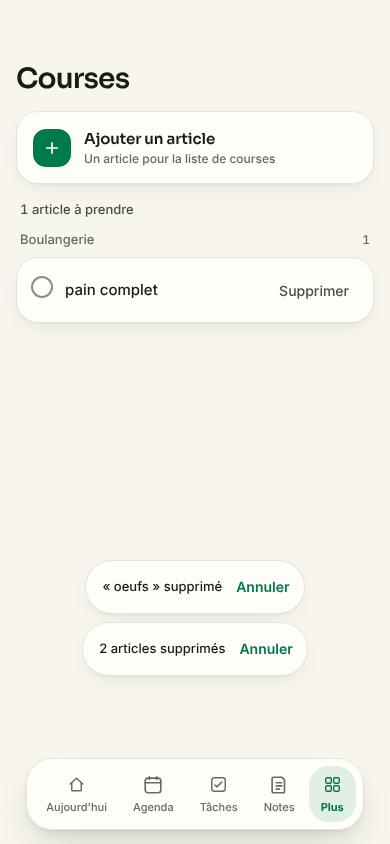 Courses
Ajouter un article
Un article pour la liste de courses
1 article à prendre
Boulangerie 1
pain complet Supprimer
« oeufs » supprimé Annuler
2 articles supprimés Annuler
Aujourd'hui Agenda Tâches Notes Plus